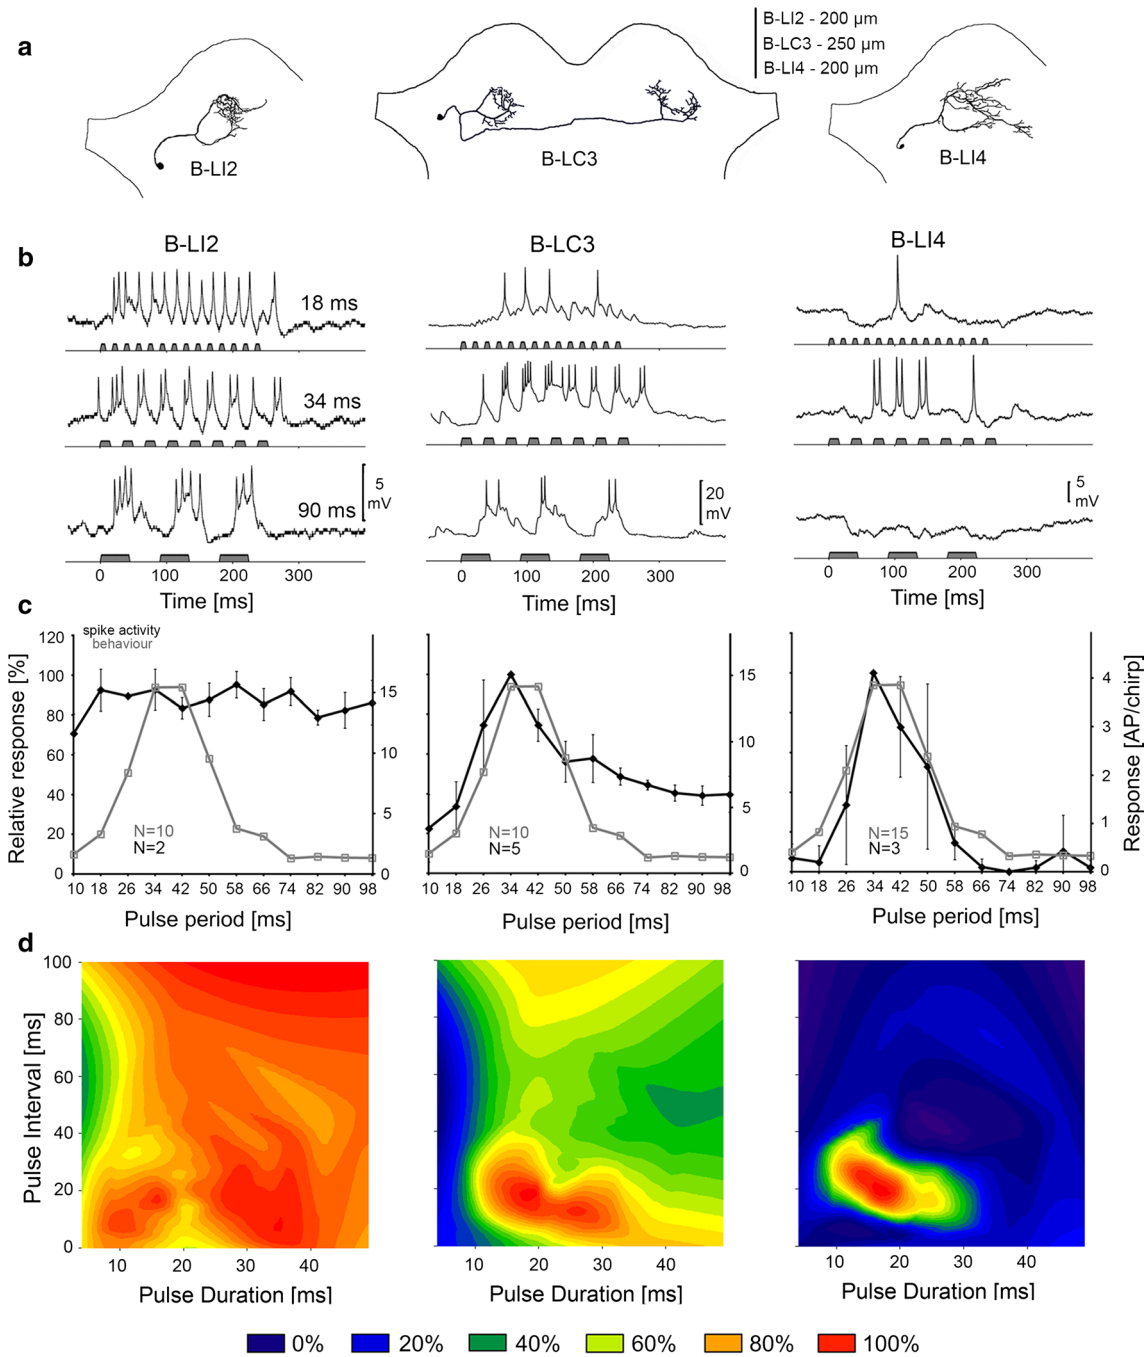 a
B-LI2 - 200 µm
B-LC3 - 250 µm
B-LI4 - 200 µm
B-LI2
B-LC3
B-LI4
b
B-LI2
B-LC3
B-LI4
18 ms
34 ms
90 ms
5
mV
20
mV
5
mV
0 100 200 300
0 100 200 300
0 100 200 300
Time [ms]
Time [ms]
Time [ms]
c
spike activity
behaviour
Relative response [%]
120
100
80
60
40
20
0
15
10
5
0
N=10
N=2
10 18 26 34 42 50 58 66 74 82 90 98
Pulse period [ms]
15
10
5
0
N=10
N=5
10 18 26 34 42 50 58 66 74 82 90 98
Pulse period [ms]
4
3
2
1
0
N=15
N=3
10 18 26 34 42 50 58 66 74 82 90 98
Pulse period [ms]
Response [AP/chirp]
d
Pulse Interval [ms]
100
80
60
40
20
0
10 20 30 40
10 20 30 40
10 20 30 40
Pulse Duration [ms]
Pulse Duration [ms]
Pulse Duration [ms]
0% 20% 40% 60% 80% 100%